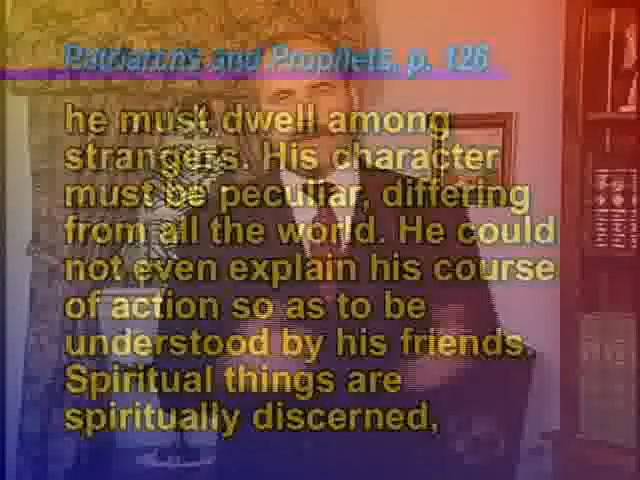 Patriarchs and Prophets, p. 126
he must dwell among
strangers. His character
must be peculiar, differing
from all the world. He could
not even explain his course
of action so as to be
understood by his friends.
Spiritual things are
spiritually discerned,